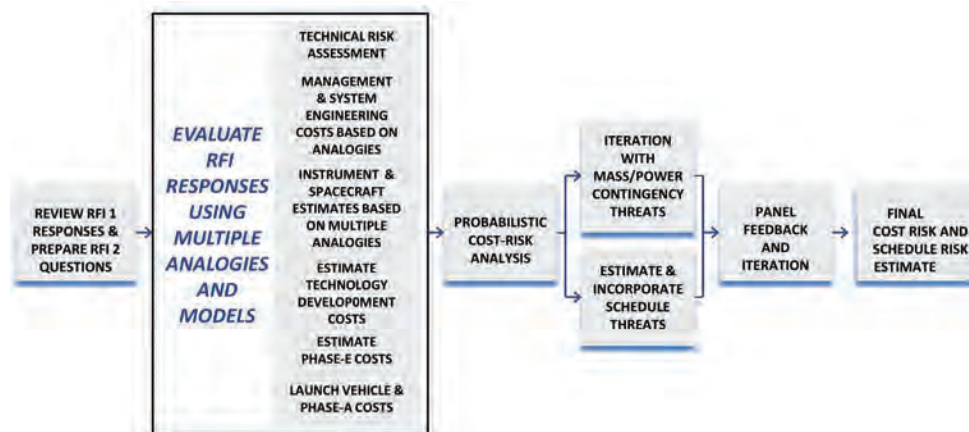 REVIEW RFI 1
RESPONSES &
PREPARE RFI 2
QUESTIONS
EVALUATE
RFI
RESPONSES
USING
MULTIPLE
ANALOGIES
AND
MODELS
TECHNICAL RISK
ASSESSMENT
MANAGEMENT
& SYSTEM
ENGINEERING
COSTS BASED ON
ANALOGIES
INSTRUMENT &
SPACECRAFT
ESTIMATES BASED
ON MULTIPLE
ANALOGIES
ESTIMATE
TECHNOLOGY
DEVELOP0MENT
COSTS
ESTIMATE
PHASE-E COSTS
LAUNCH VEHICLE &
PHASE-A COSTS
PROBABILISTIC
COST-RISK
ANALYSIS
ITERATION
WITH
MASS/POWER
CONTINGENCY
THREATS
ESTIMATE &
INCORPORATE
SCHEDULE
THREATS
PANEL
FEEDBACK
AND
ITERATION
FINAL
COST RISK AND
SCHEDULE RISK
ESTIMATE